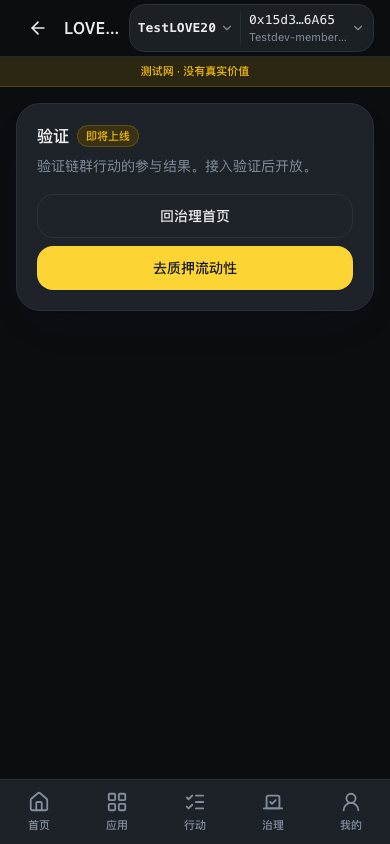 LOVE...
TestLOVE20
0x15d3…6A65
Testdev-member...
测试网 · 没有真实价值
验证
即将上线
验证链群行动的参与结果。接入验证后开放。
回治理首页
去质押流动性
首页
应用
行动
治理
我的